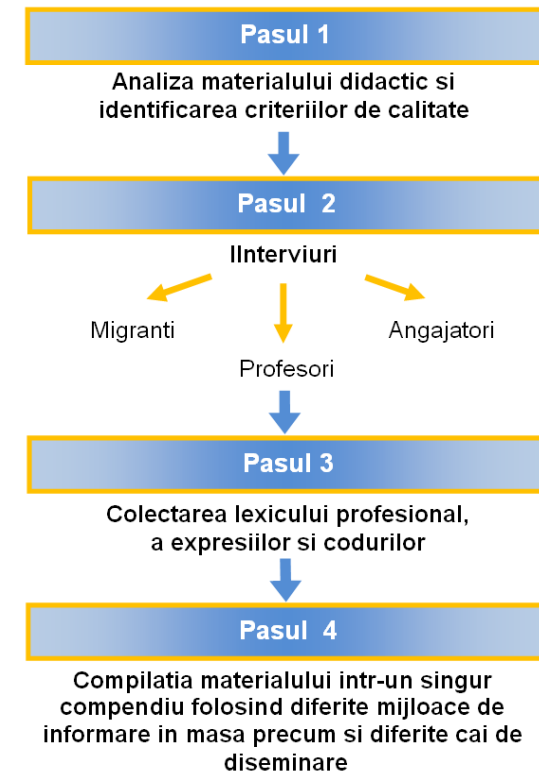 Pasul 1
Analiza materialului didactic si
identificarea criteriilor de calitate
Pasul 2
IInterviuri
Migranti
Angajatori
Profesori
Pasul 3
Colectarea lexicului profesional,
a expresiilor si codurilor
Pasul 4
Compilatia materialului intr-un singur
compendiu folosind diferite mijloace de
informare in masa precum si diferite cai de
diseminare